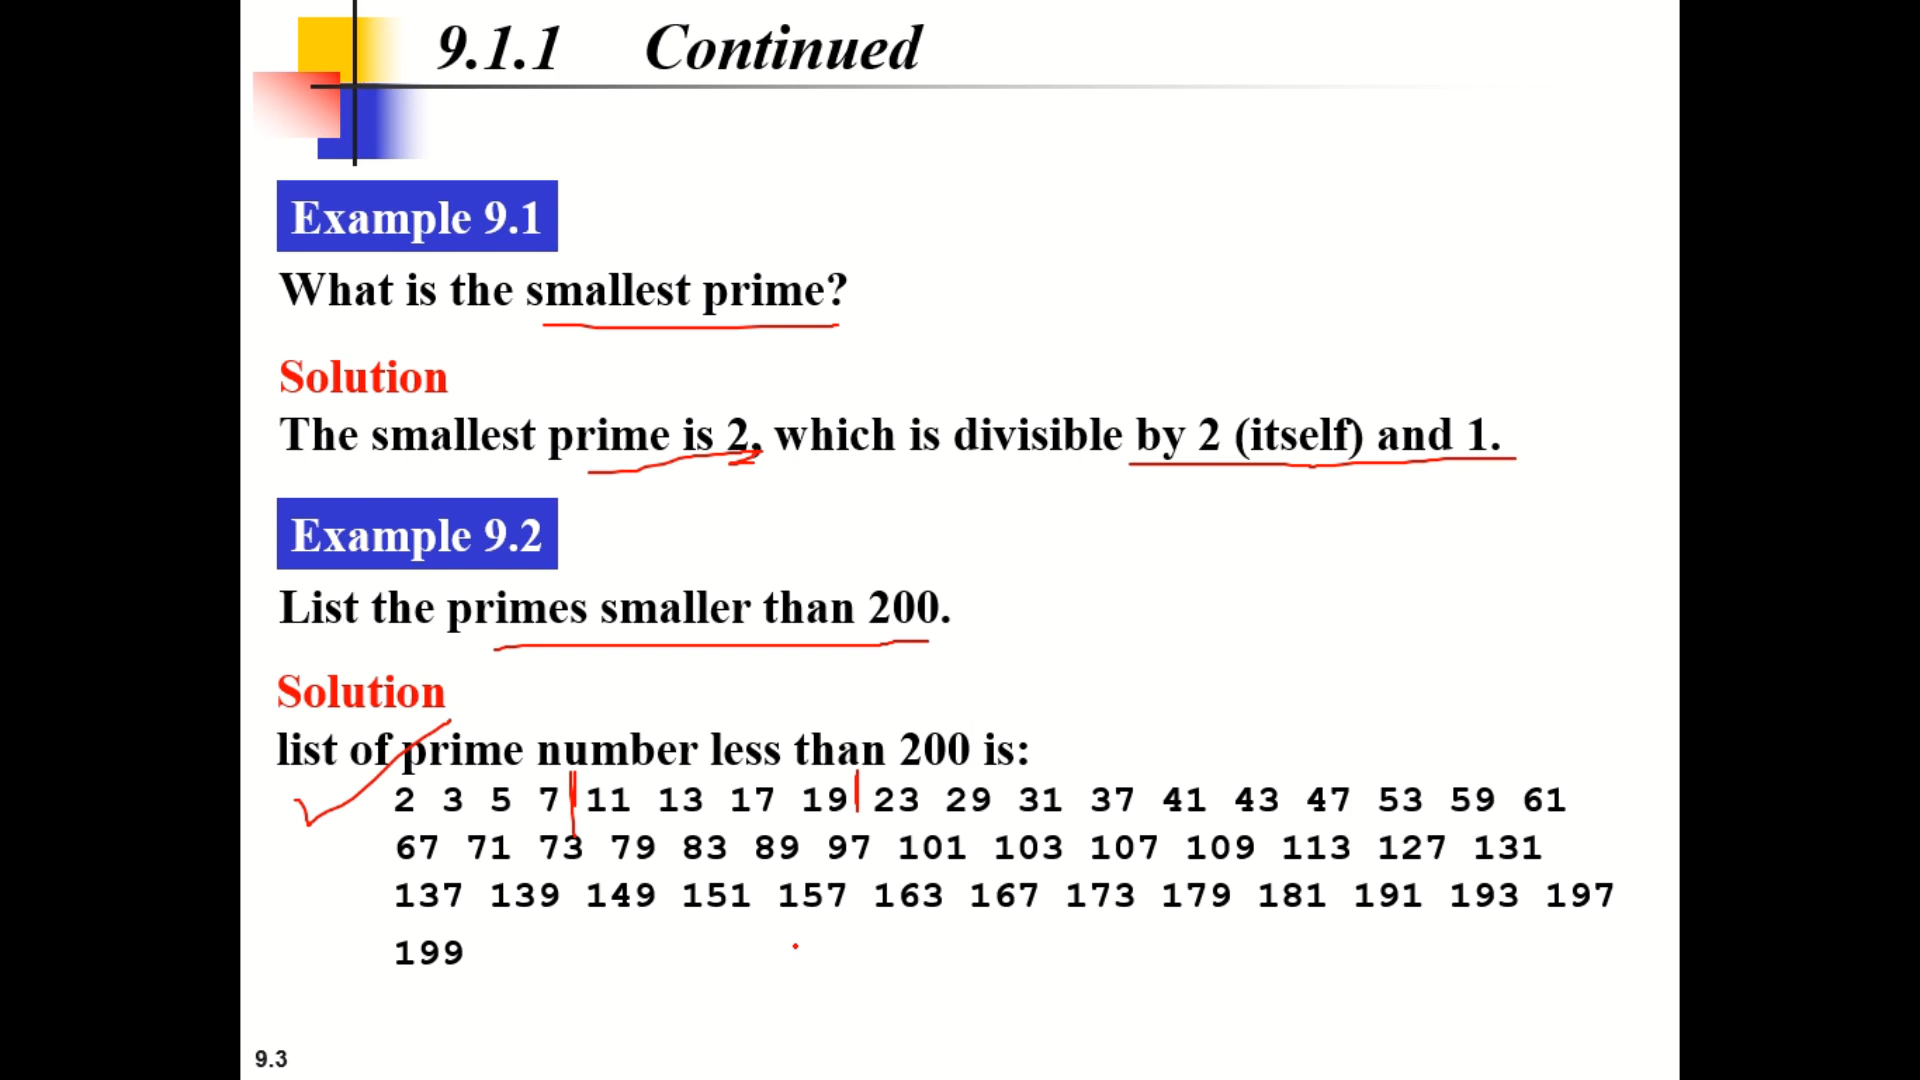 9.1.1 Continued
Example 9.1
What is the smallest prime?
Solution
The smallest prime is 2, which is divisible by 2 (itself) and 1.
Example 9.2
List the primes smaller than 200.
Solution
list of prime number less than 200 is:
2 3 5 7 11 13 17 19 23 29 31 37 41 43 47 53 59 61
67 71 73 79 83 89 97 101 103 107 109 113 127 131
137 139 149 151 157 163 167 173 179 181 191 193 197
199
9.3